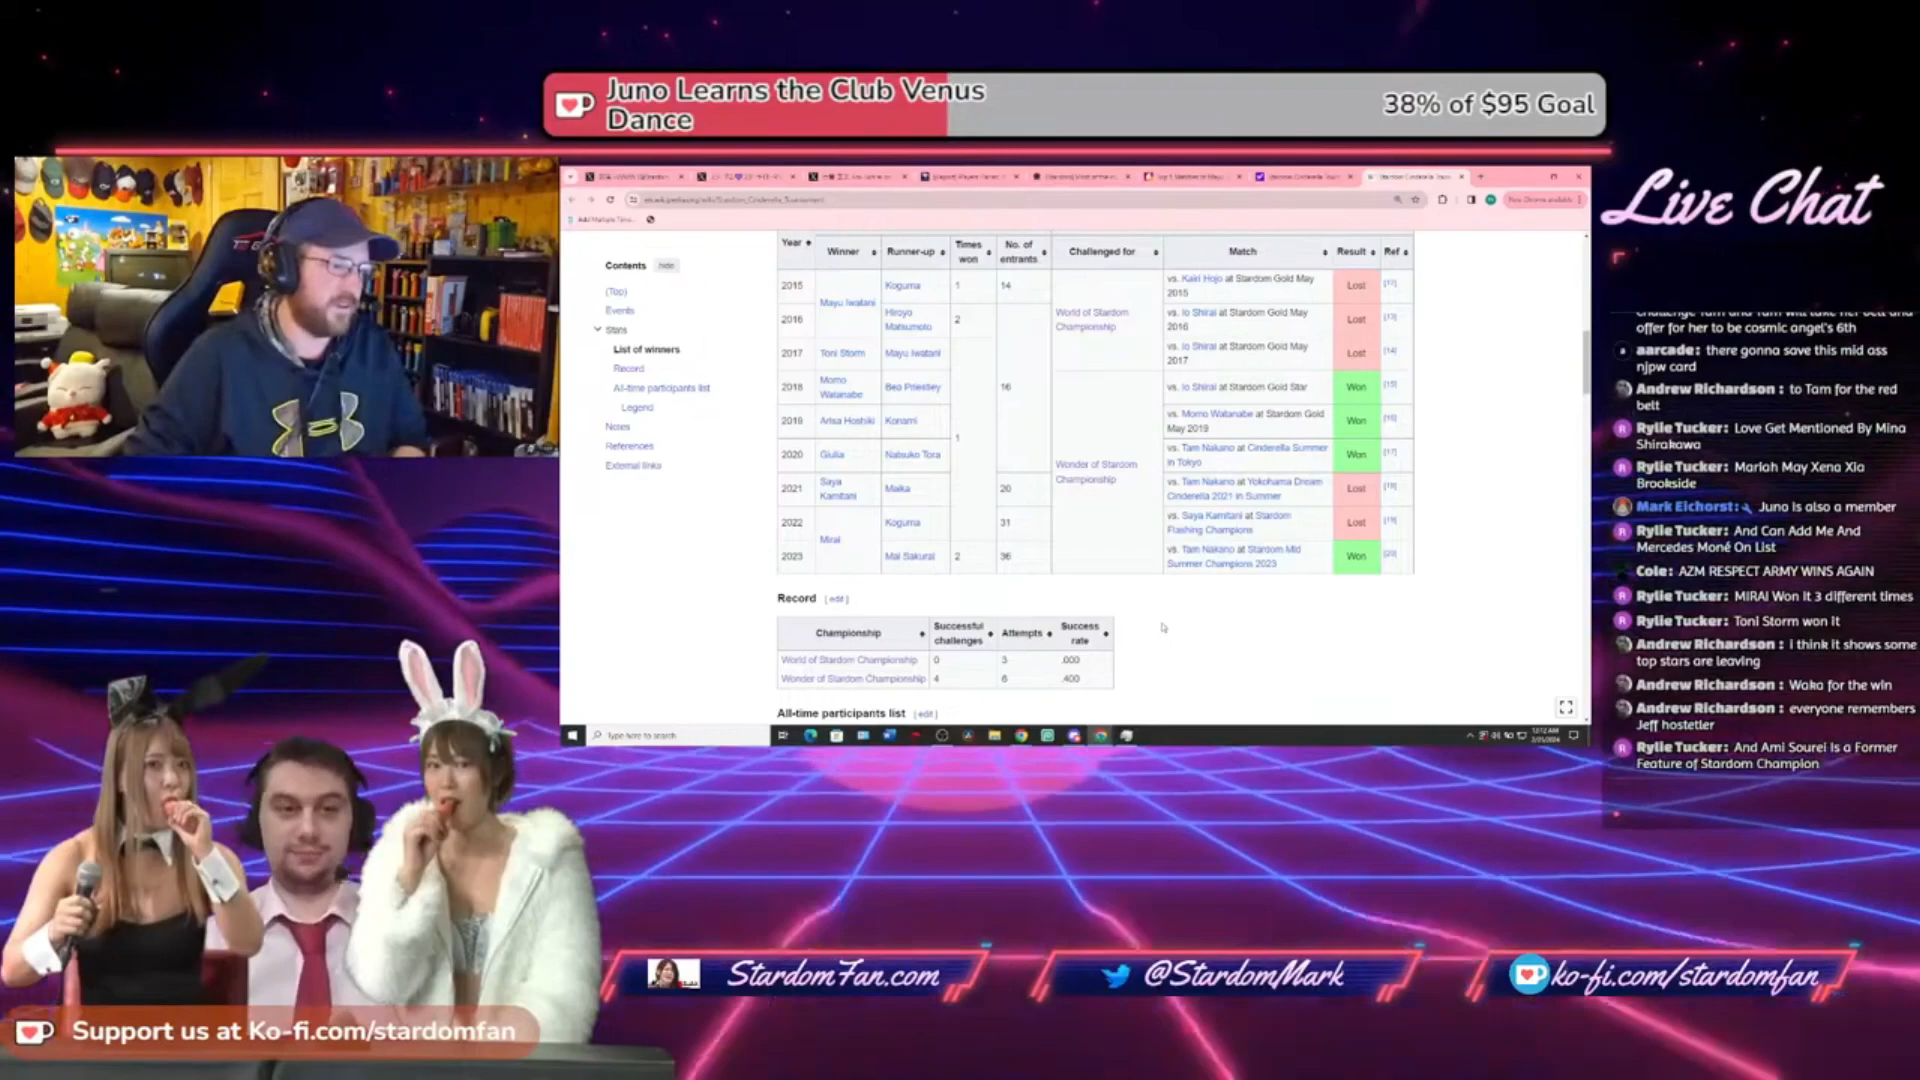 Juno Learns the Club Venus
Dance
38% of $95 Goal
Live Chat
Type here to search
Contents
hide
(Top)
Events
Stats
List of winners
Record
All-time participants list
Legend
Notes
References
External links
Year
Winner
Runner-up
Times
won
No. of
entrants
Challenged for
Match
Result
Ref
2015
Mayu Iwatani
Koguma
1
14
World of Stardom
Championship
vs. Kairi Hojo at Stardom Gold May
2015
Lost
2016
Hiroyo
Matsumoto
2
vs. Io Shirai at Stardom Gold May
2016
Lost
2017
Toni Storm
Mayu Iwatani
1
16
vs. Io Shirai at Stardom Gold May
2017
Lost
[14]
2018
Momo
Watanabe
Bea Priestley
Wonder of Stardom
Championship
vs. Io Shirai at Stardom Gold Star
Won
[15]
2019
Arisa Hoshiki
Konami
vs. Momo Watanabe at Stardom Gold
May 2019
Won
[16]
2020
Giulia
Natsuko Tora
vs. Tam Nakano at Cinderella Summer
in Tokyo
Won
[17]
2021
Saya
Kamitani
Maika
20
vs. Tam Nakano at Yokohama Dream
Cinderella 2021 in Summer
Lost
[18]
2022
Mirai
Koguma
31
vs. Saya Kamitani at Stardom
Flashing Champions
Lost
[19]
2023
Mai Sakurai
2
36
vs. Tam Nakano at Stardom Mid
Summer Champions 2023
Won
[20]
Record [ edit ]
Championship
Successful
challenges
Attempts
Success
rate
World of Stardom Championship 0 3 .000
Wonder of Stardom Championship 4 6 .400
All-time participants list [ edit ]
offer for her to be cosmic angel's 6th
aarcade: there gonna save this mid ass
njpw card
Andrew Richardson : to Tam for the red
belt
Rylie Tucker: Love Get Mentioned By Mina
Shirakawa
Rylie Tucker: Mariah May Xena Xia
Brookside
Mark Eichorst: Juno is also a member
Rylie Tucker: And Can Add Me And
Mercedes Moné On List
Cole: AZM RESPECT ARMY WINS AGAIN
Rylie Tucker: MIRAI Won It 3 different times
Rylie Tucker: Toni Storm won it
Andrew Richardson : i think it shows some
top stars are leaving
Andrew Richardson : Waka for the win
Andrew Richardson : everyone remembers
Jeff hostetler
Rylie Tucker: And Ami Sourei Is a Former
Feature of Stardom Champion
StardomFan.com
@StardomMark
ko-fi.com/stardomfan
Support us at Ko-fi.com/stardomfan